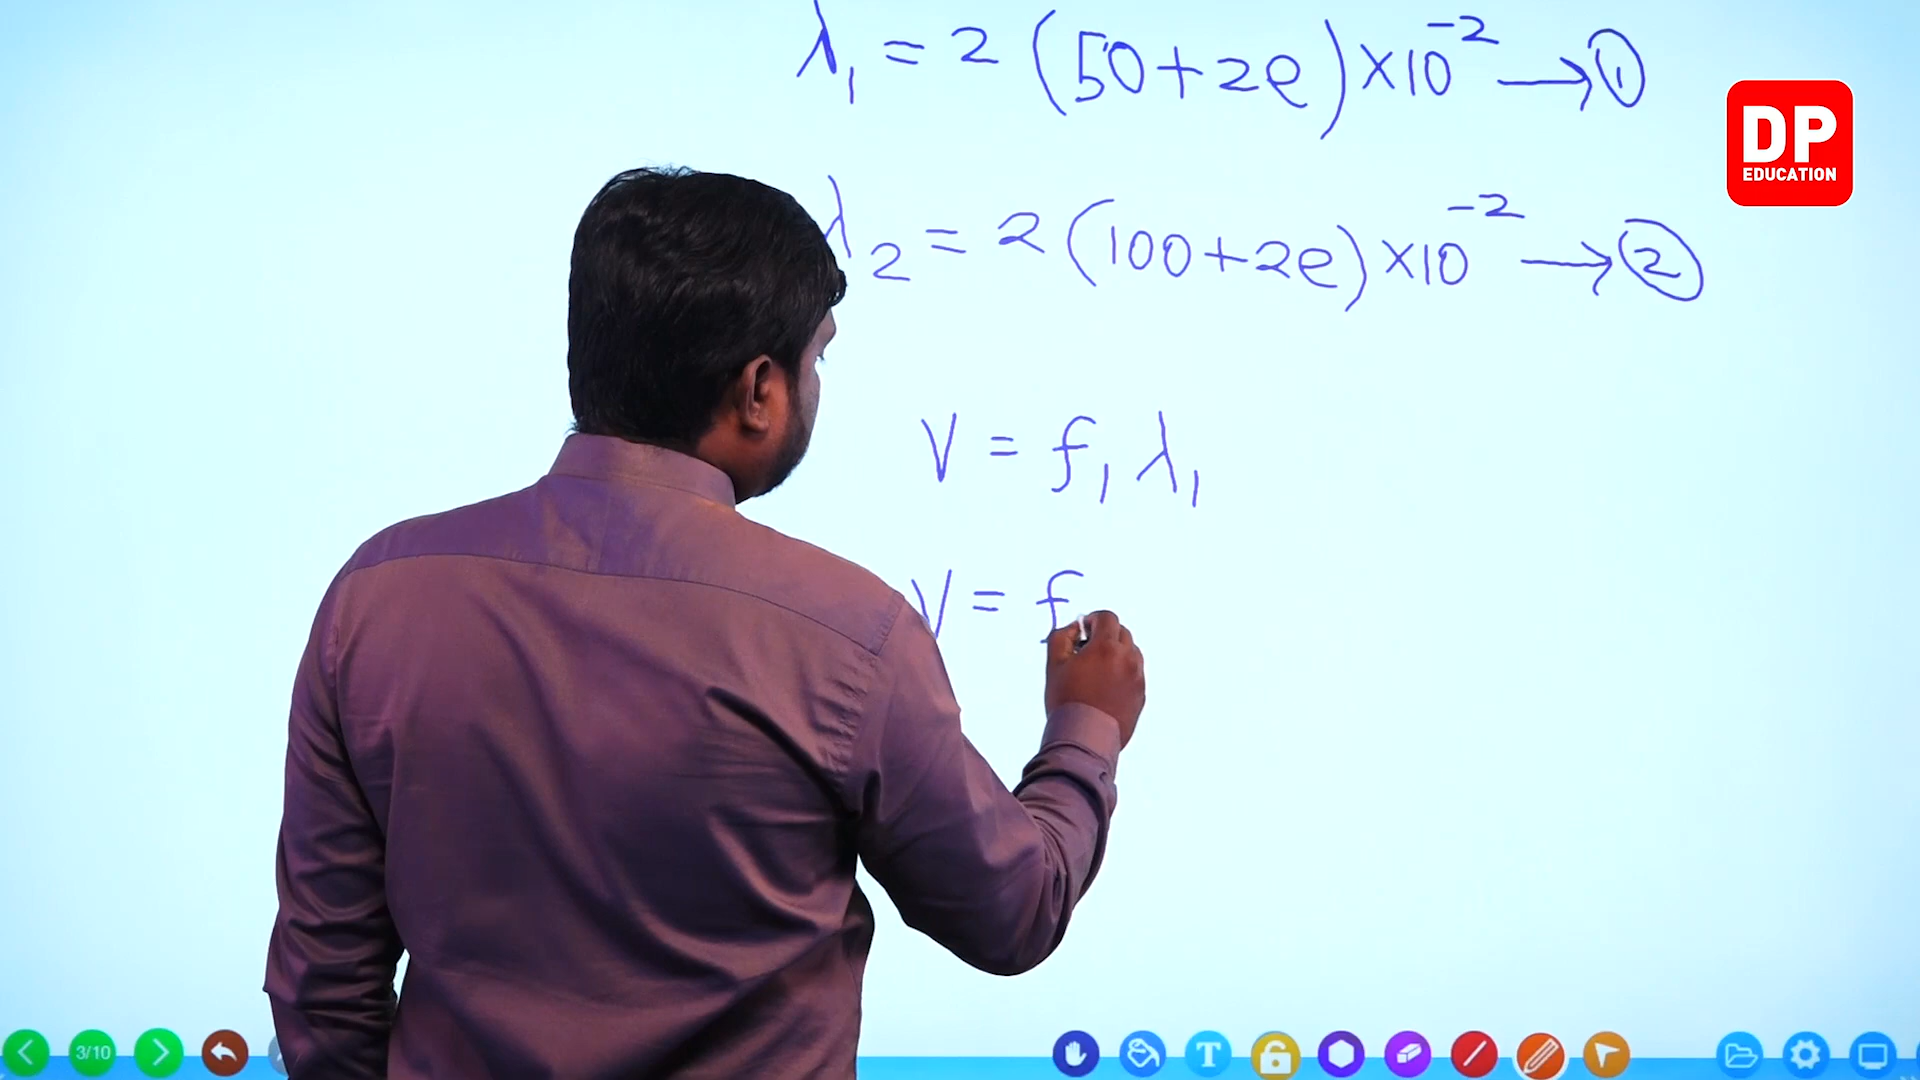 λ₁ = 2 (50+2e)×10⁻² → ①
DP
EDUCATION
λ₂ = 2 (100+2e)×10⁻² → ②
V = f₁ λ₁
V = f
3/10
T